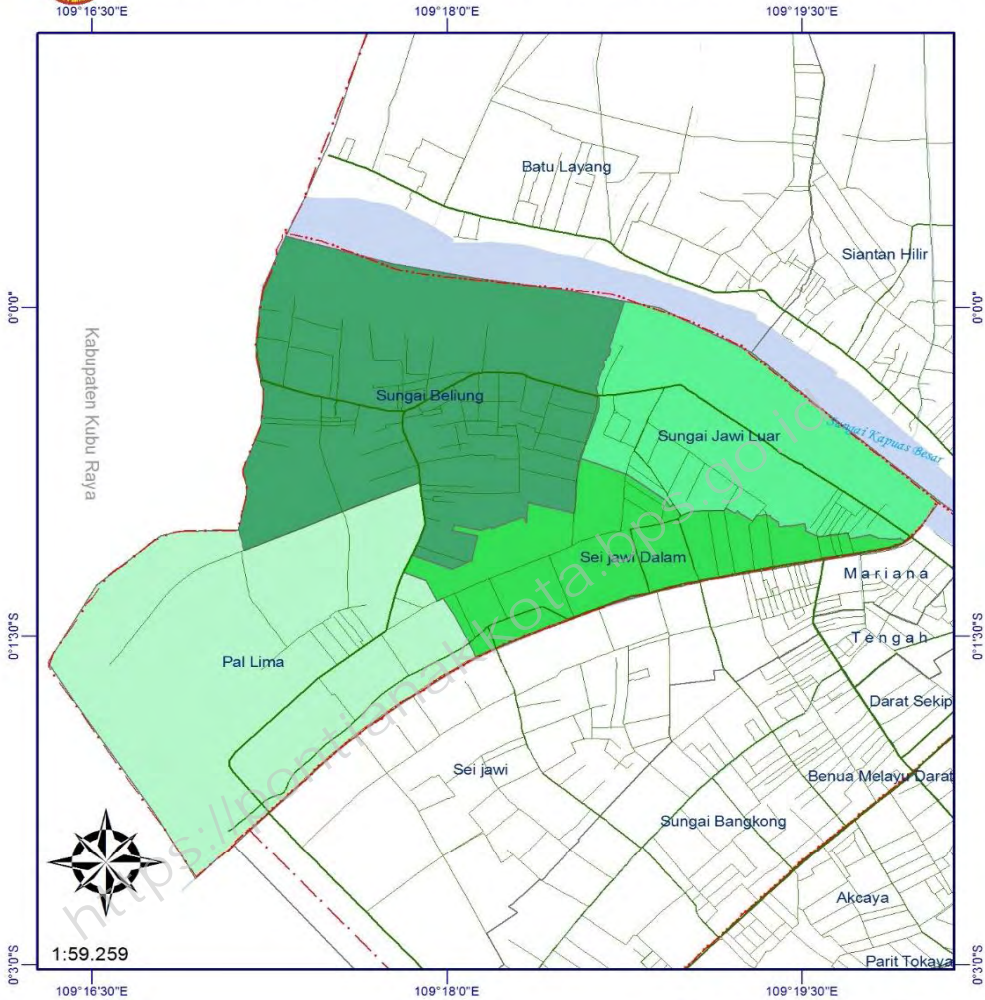 109°16'30"E
109°18'0"E
109°19'30"E
Batu Layang
Siantan Hilir
0°0'0"
0°0'0"
Kabupaten Kubu Raya
Sungai Beliung
Sungai Jawi Luar
Sungai Kapuas Besar
Sei jawi Dalam
Mariana
0°1'30"S
Tengah
0°1'30"S
Pal Lima
Darat Sekip
Sei jawi
Benua Melayu Darat
Sungai Bangkong
Akcaya
1:59.259
Parit Tokaya
0°3'0"S
0°3'0"S
109°16'30"E
109°18'0"E
109°19'30"E
https://pontianakkota.bps.go.id